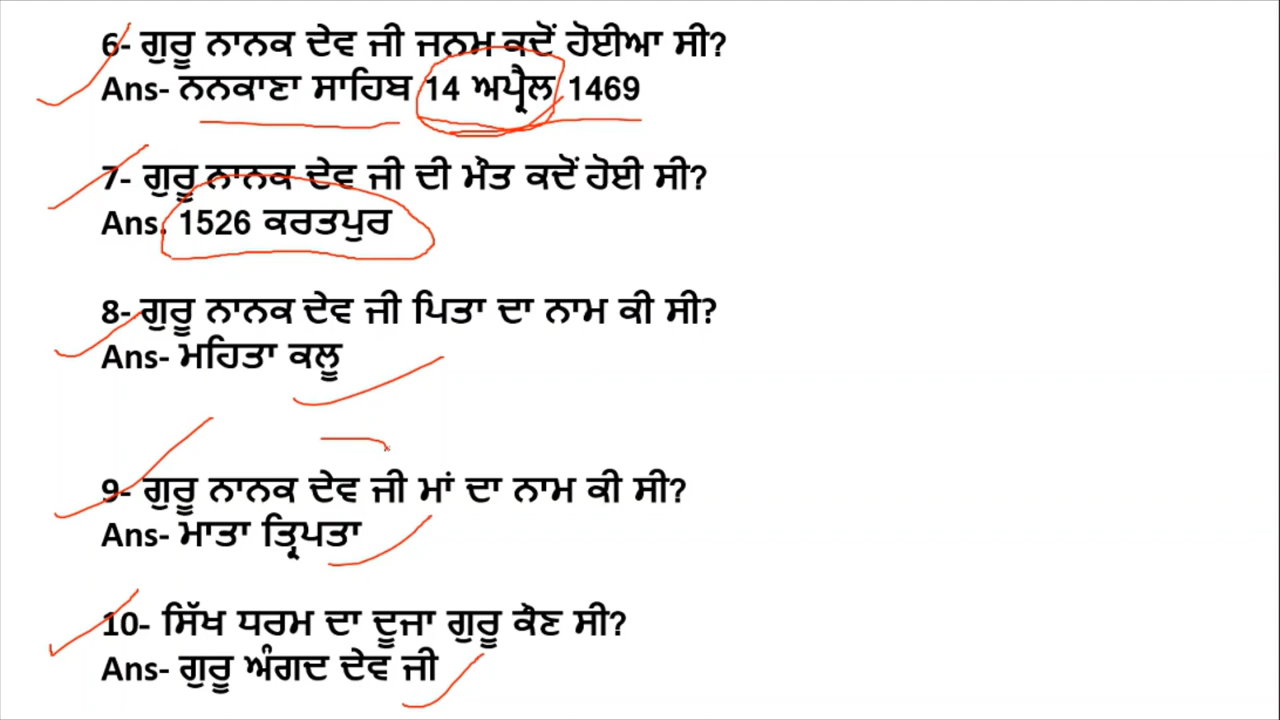 6- ਗੁਰੂ ਨਾਨਕ ਦੇਵ ਜੀ ਜਨਮ ਕਦੋਂ ਹੋਈਆ ਸੀ?
Ans- ਨਨਕਾਣਾ ਸਾਹਿਬ 14 ਅਪ੍ਰੈਲ 1469
7- ਗੁਰੂ ਨਾਨਕ ਦੇਵ ਜੀ ਦੀ ਮੌਤ ਕਦੋਂ ਹੋਈ ਸੀ?
Ans. 1526 ਕਰਤਪੁਰ
8- ਗੁਰੂ ਨਾਨਕ ਦੇਵ ਜੀ ਪਿਤਾ ਦਾ ਨਾਮ ਕੀ ਸੀ?
Ans- ਮਹਿਤਾ ਕਲੂ
9- ਗੁਰੂ ਨਾਨਕ ਦੇਵ ਜੀ ਮਾਂ ਦਾ ਨਾਮ ਕੀ ਸੀ?
Ans- ਮਾਤਾ ਤ੍ਰਿਪਤਾ
10- ਸਿੱਖ ਧਰਮ ਦਾ ਦੂਜਾ ਗੁਰੂ ਕੌਣ ਸੀ?
Ans- ਗੁਰੂ ਅੰਗਦ ਦੇਵ ਜੀ